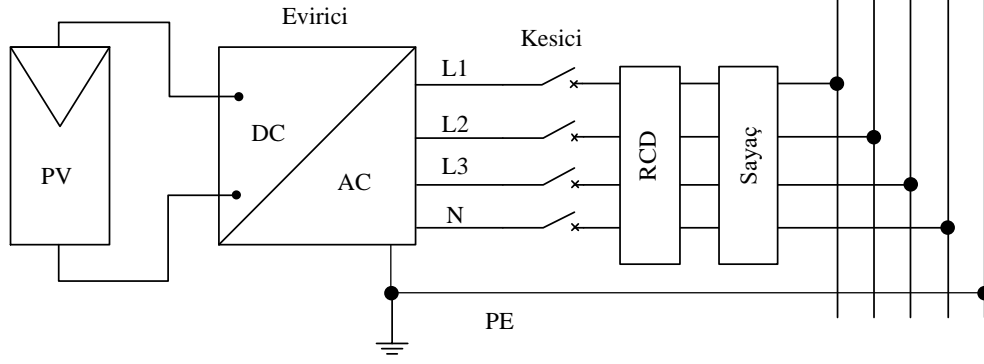 Evirici
Kesici
L1
L2
L3
N
DC
AC
PV
RCD
Sayaç
PE